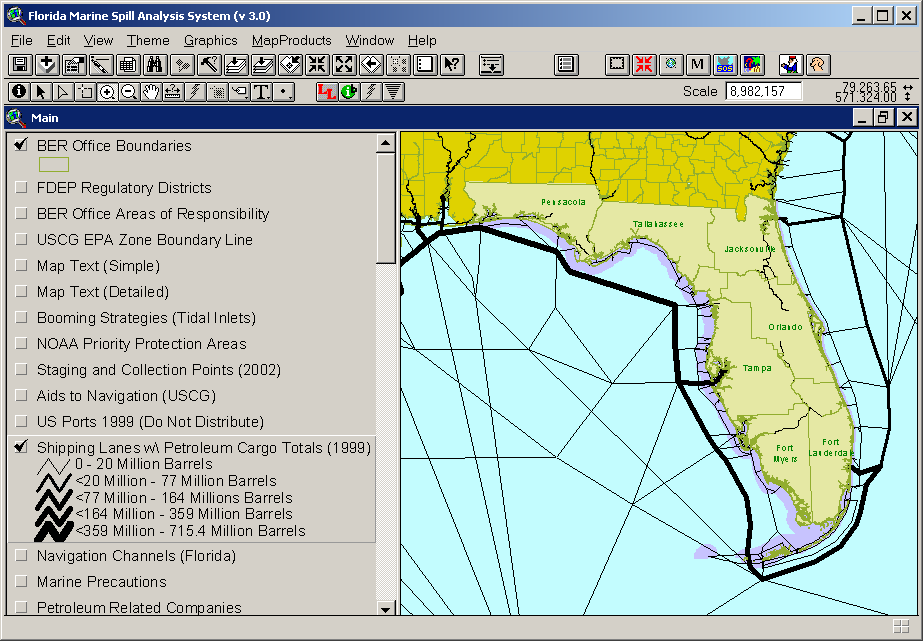 Florida Marine Spill Analysis System (v 3.0)
File Edit View Theme Graphics MapProducts Window Help
M
SOS
T
LL
Scale 8,982,157
79,263.65
571,324.00
Main
BER Office Boundaries
FDEP Regulatory Districts
BER Office Areas of Responsibility
USCG EPA Zone Boundary Line
Map Text (Simple)
Map Text (Detailed)
Booming Strategies (Tidal Inlets)
NOAA Priority Protection Areas
Staging and Collection Points (2002)
Aids to Navigation (USCG)
US Ports 1999 (Do Not Distribute)
Shipping Lanes w\ Petroleum Cargo Totals (1999)
0 - 20 Million Barrels
<20 Million - 77 Million Barrels
<77 Million - 164 Millions Barrels
<164 Million - 359 Million Barrels
<359 Million - 715.4 Million Barrels
Navigation Channels (Florida)
Marine Precautions
Petroleum Related Companies
Pensacola
Tallahassee
Jacksonville
Orlando
Tampa
Fort
Myers
Fort
Lauderdale